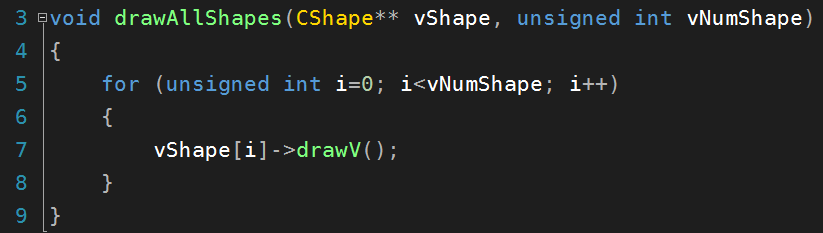 3 void drawAllShapes(CShape** vShape, unsigned int vNumShape)
4 {
5     for (unsigned int i=0; i<vNumShape; i++)
6     {
7         vShape[i]->drawV();
8     }
9 }